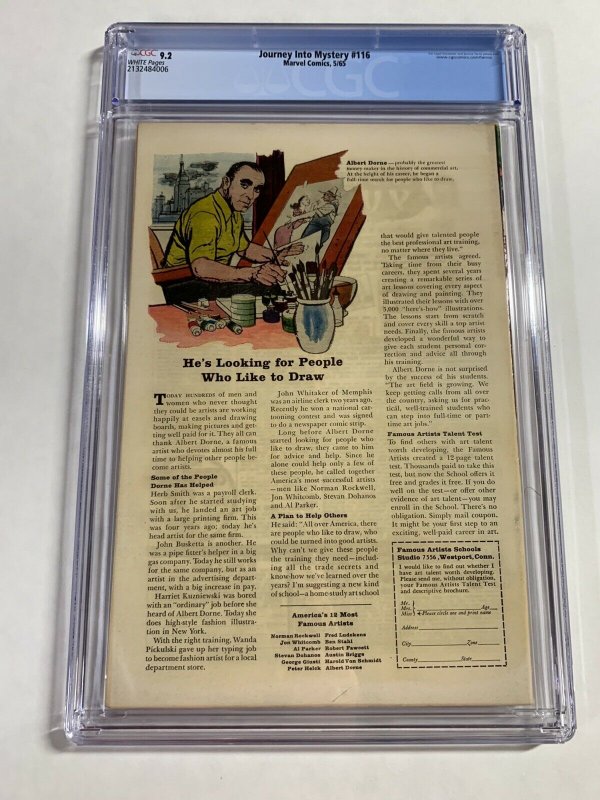 CGC 9.2
WHITE Pages
2132484006
Journey Into Mystery #116
Marvel Comics, 5/65
CGC
Albert Dorne—probably the greatest
money maker in the history of commercial art.
At the height of his career, he began a
full-time search for people who like to draw.
He's Looking for People
Who Like to Draw
TODAY HUNDREDS of men and
women who never thought
they could be artists are working
happily at easels and drawing
boards, making pictures and get-
ting well paid for it. They all can
thank Albert Dorne, a famous
artist who devotes almost his full
time to helping other people be-
come artists.
Some of the People
Dorne Has Helped
Herb Smith was a payroll clerk.
Soon after he started studying
with us, he landed an art job
with a large printing firm. This
was four years ago; today he's
head artist for the same firm.
John Busketta is another. He
was a pipe fitter's helper in a big
gas company. Today he still works
for the same company, but as an
artist in the advertising depart-
ment, with a big increase in pay.
Harriet Kuzniewski was bored
with an "ordinary" job before she
heard of Albert Dorne. Today she
does high-style fashion illustra-
tion in New York.
With the right training, Wanda
Pickulski gave up her typing job
to become fashion artist for a local
department store.
John Whitaker of Memphis
was an airline clerk two years ago.
Recently he won a national car-
tooning contest and was signed
to do a newspaper comic strip.
Long before Albert Dorne
started looking for people who
like to draw, they came to him
for advice and help. Since he
alone could help only a few of
these people, he called together
America's most successful artists
—men like Norman Rockwell,
Jon Whitcomb, Stevan Dohanos
and Al Parker.
A Plan to Help Others
He said: "All over America, there
are people who like to draw, who
could be turned into good artists.
Why can't we give these people
the training they need—includ-
ing all the trade secrets and
know-how we've learned over the
years? I'm suggesting a new kind
of school—a home-study art school
America's 12 Most
Famous Artists
Norman Rockwell Fred Ludekens
Jon Whitcomb Ben Stahl
Al Parker Robert Fawcett
Stevan Dohanos Austin Briggs
George Giusti Harold Von Schmidt
Peter Helck Albert Dorne
that would give talented people
the best professional art training,
no matter where they live."
The famous artists agreed.
Taking time from their busy
careers, they spent several years
creating a remarkable series of
art lessons covering every aspect
of drawing and painting. They
illustrated their lessons with over
5,000 "here's-how" illustrations.
The lessons start from scratch
and cover every skill a top artist
needs. Finally, the famous artists
developed a wonderful way to
give each student personal cor-
rection and advice all through
his training.
Albert Dorne is not surprised
by the success of his students.
"The art field is growing. We
keep getting calls from all over
the country, asking us for prac-
tical, well-trained students who
can step into full-time or part-
time art jobs."
Famous Artists Talent Test
To find others with art talent
worth developing, the Famous
Artists created a 12-page talent
test. Thousands paid to take this
test, but now the School offers it
free and grades it free. If you do
well on the test—or offer other
evidence of art talent—you may
enroll in the School. There's no
obligation. Simply mail coupon.
It might be your first step to an
exciting, well-paid career in art.
Famous Artists Schools
Studio 7556, Westport, Conn.
I would like to find out whether I
have art talent worth developing.
Please send me, without obligation,
your Famous Artists Talent Test
and descriptive brochure.
Mr.
Mrs. Age
Miss Please circle one and print name
Address
City Zone
County State